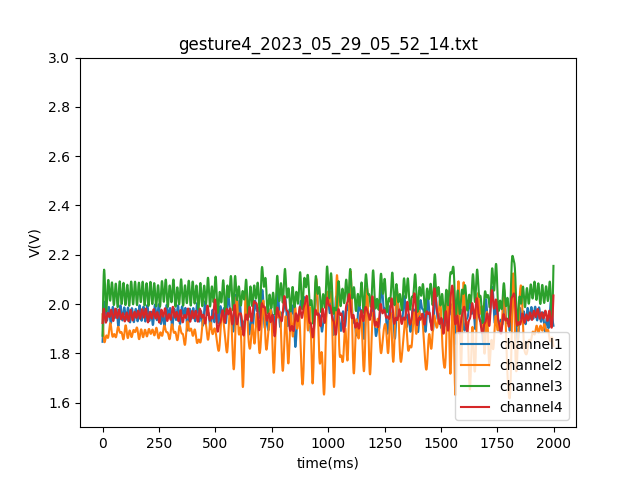 gesture4_2023_05_29_05_52_14.txt
V(V)
3.0
2.8
2.6
2.4
2.2
2.0
1.8
1.6
channel1
channel2
channel3
channel4
0 250 500 750 1000 1250 1500 1750 2000
time(ms)